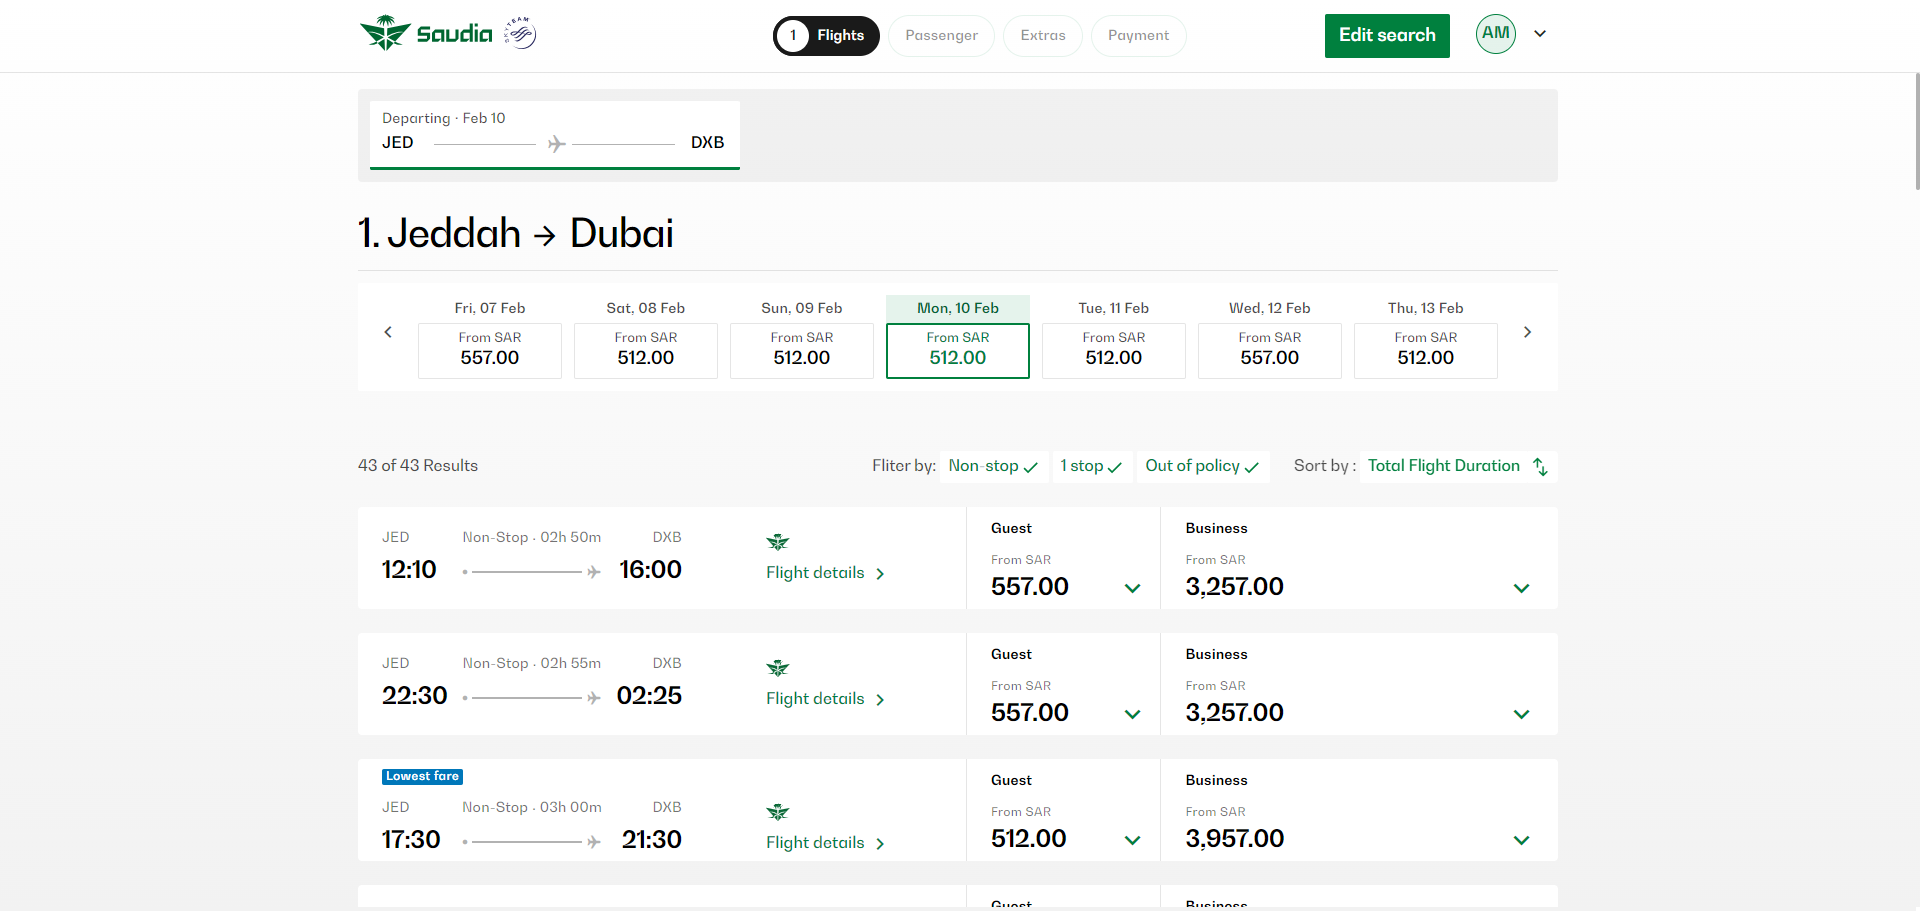 Saudia
SKYTEAM
1 Flights
Passenger
Extras
Payment
Edit search
AM
Departing · Feb 10
JED
DXB
1. Jeddah → Dubai
Fri, 07 Feb
From SAR
557.00
Sat, 08 Feb
From SAR
512.00
Sun, 09 Feb
From SAR
512.00
Mon, 10 Feb
From SAR
512.00
Tue, 11 Feb
From SAR
512.00
Wed, 12 Feb
From SAR
557.00
Thu, 13 Feb
From SAR
512.00
43 of 43 Results
Fliter by: Non-stop 1 stop Out of policy
Sort by : Total Flight Duration
JED Non-Stop · 02h 50m DXB
12:10 16:00
Flight details
Guest
From SAR
557.00
Business
From SAR
3,257.00
JED Non-Stop · 02h 55m DXB
22:30 02:25
Flight details
Guest
From SAR
557.00
Business
From SAR
3,257.00
Lowest fare
JED Non-Stop · 03h 00m DXB
17:30 21:30
Flight details
Guest
From SAR
512.00
Business
From SAR
3,957.00
Guest
Business